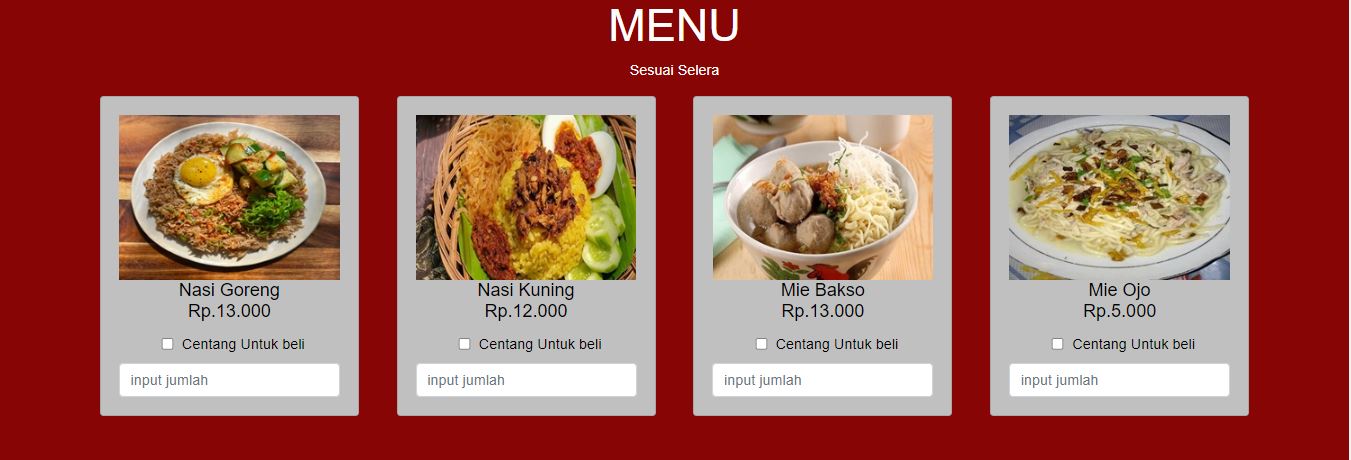 MENU
Sesuai Selera
Nasi Goreng
Rp.13.000
Centang Untuk beli
input jumlah
Nasi Kuning
Rp.12.000
Centang Untuk beli
input jumlah
Mie Bakso
Rp.13.000
Centang Untuk beli
input jumlah
Mie Ojo
Rp.5.000
Centang Untuk beli
input jumlah